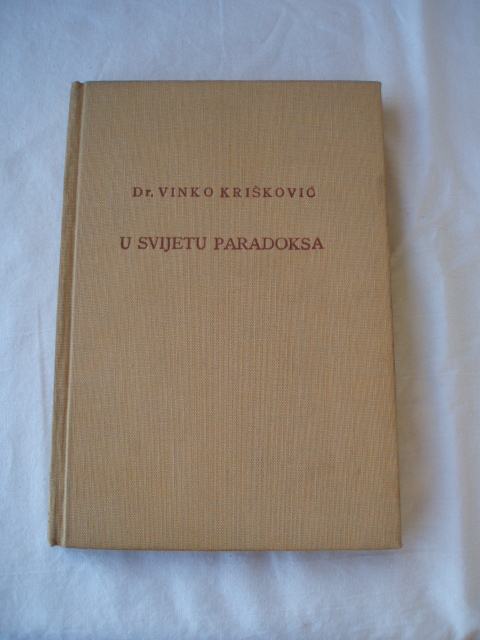 Dr. VINKO KRIŠKOVIĆ
U SVIJETU PARADOKSA